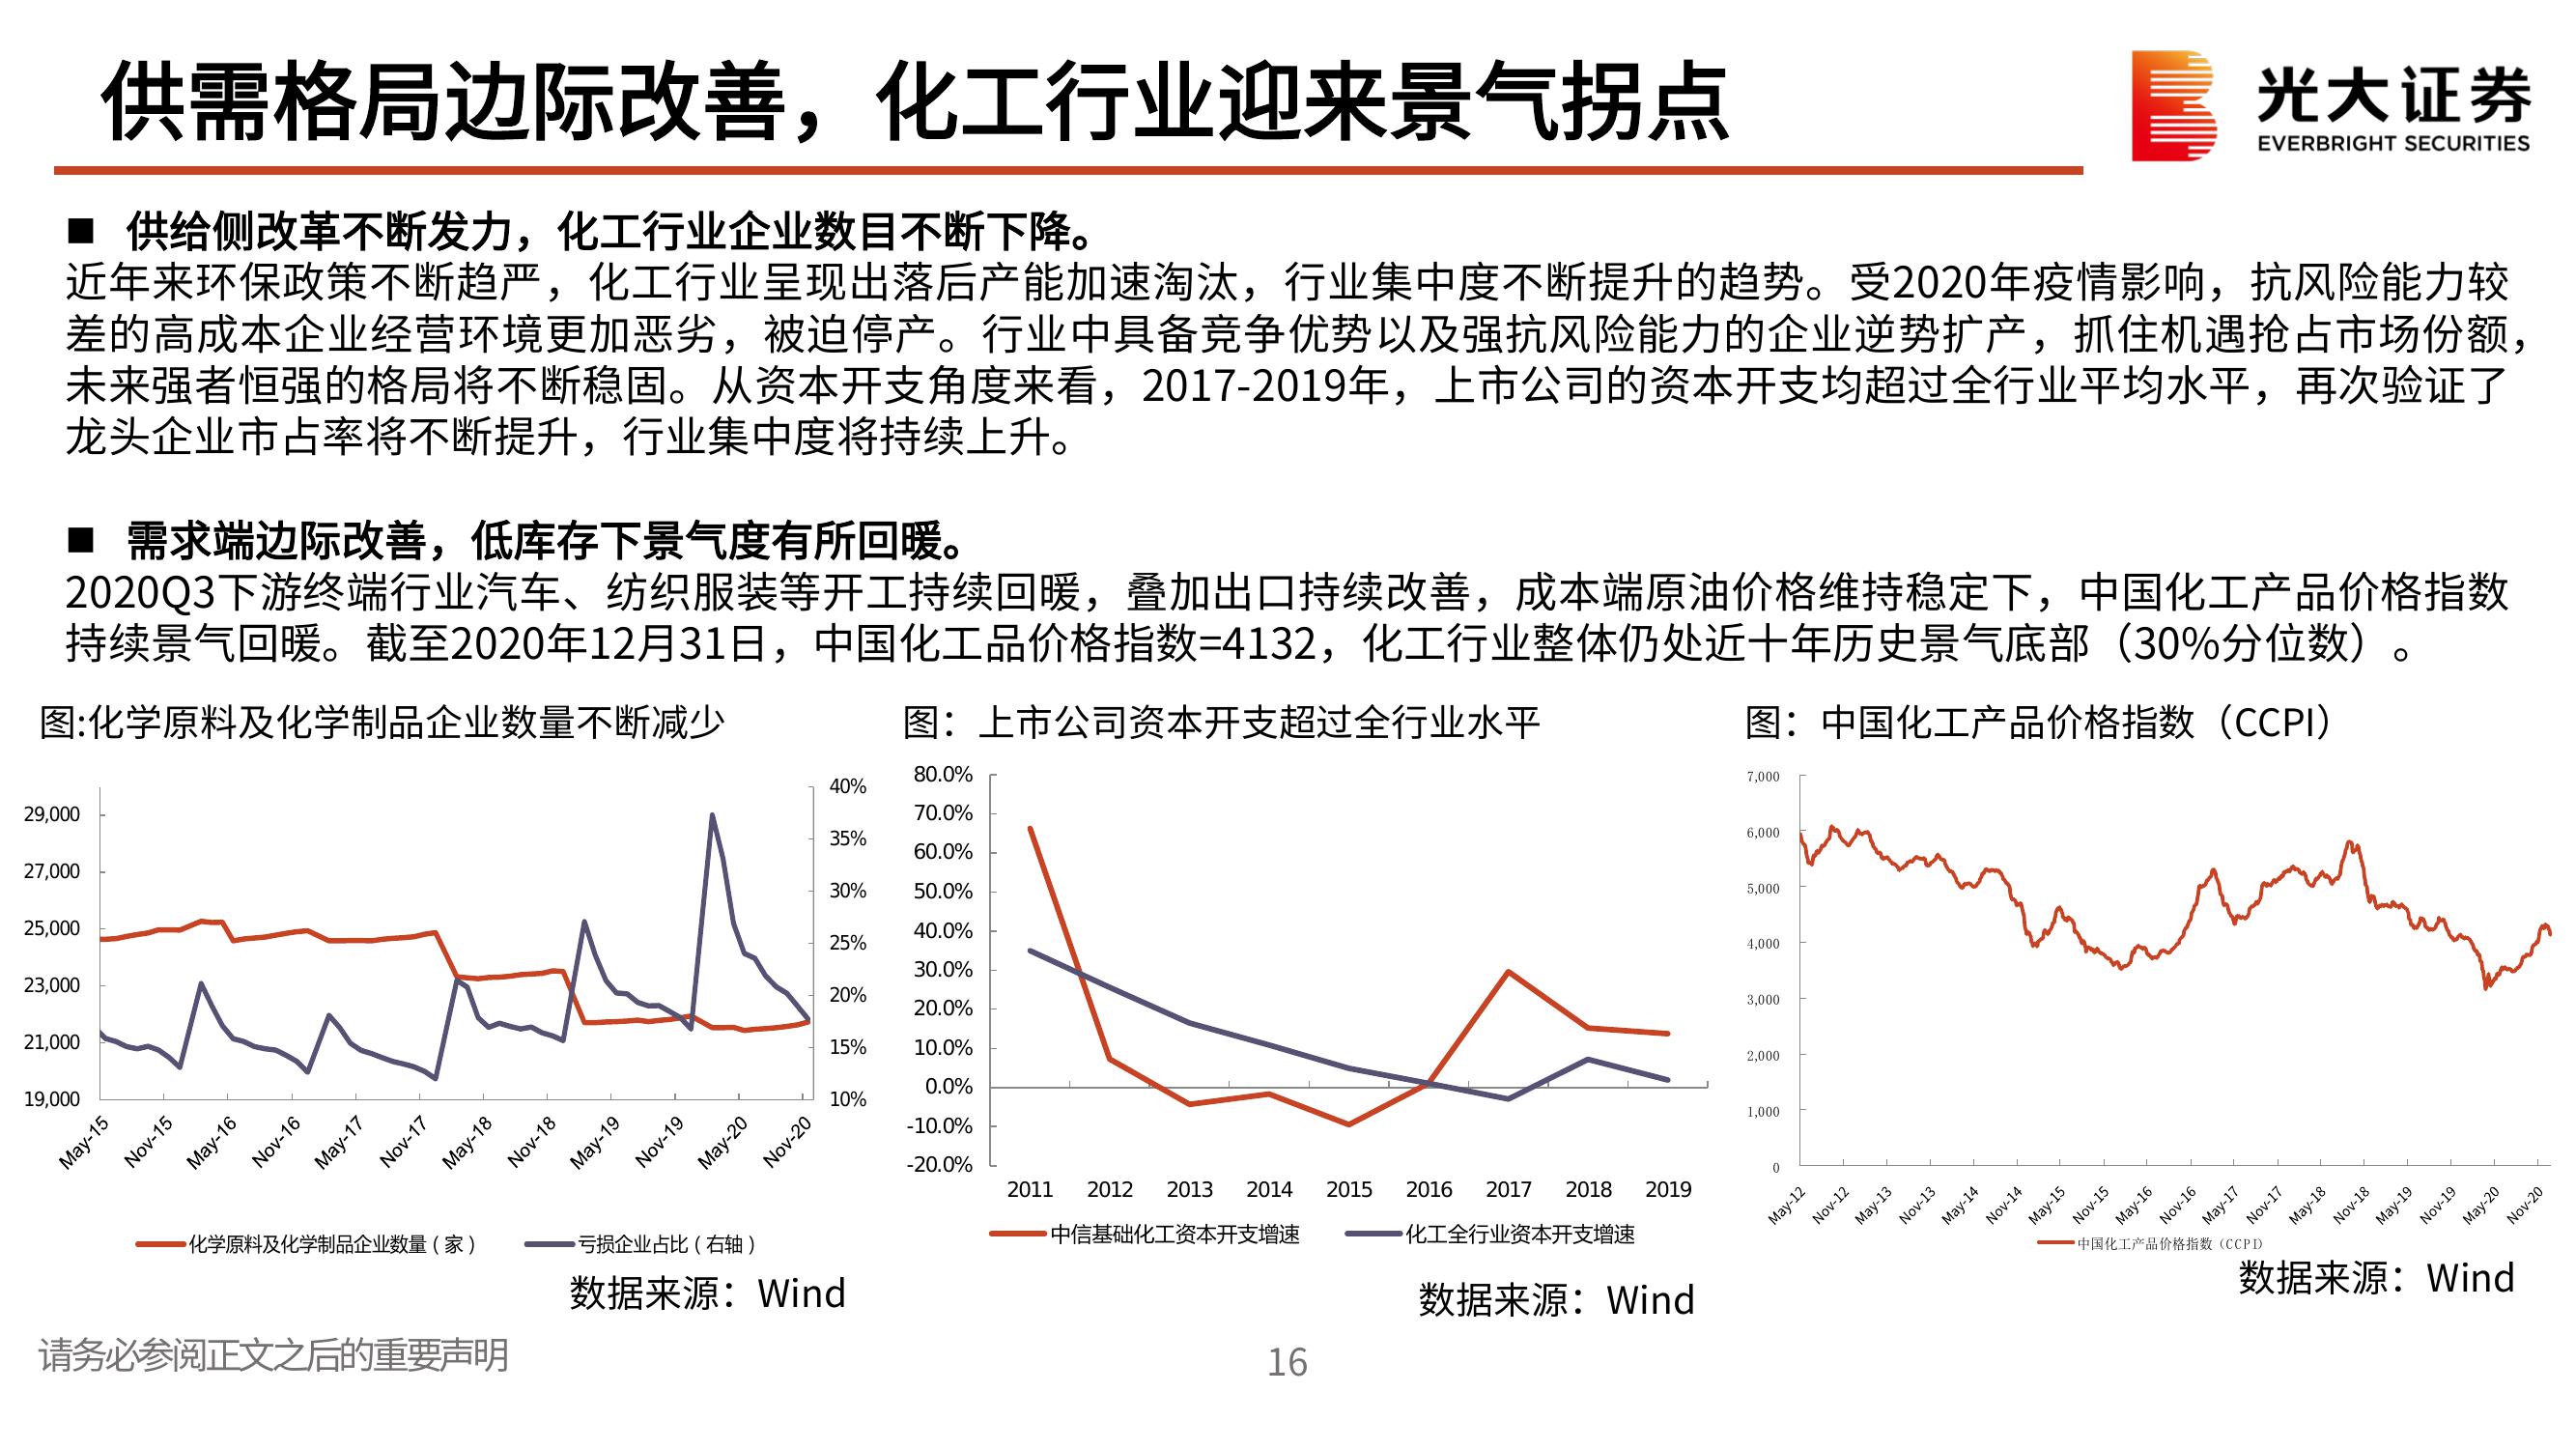 供需格局边际改善，化工行业迎来景气拐点
光大证券
EVERBRIGHT SECURITIES
■ 供给侧改革不断发力，化工行业企业数目不断下降。
近年来环保政策不断趋严，化工行业呈现出落后产能加速淘汰，行业集中度不断提升的趋势。受2020年疫情影响，抗风险能力较
差的高成本企业经营环境更加恶劣，被迫停产。行业中具备竞争优势以及强抗风险能力的企业逆势扩产，抓住机遇抢占市场份额，
未来强者恒强的格局将不断稳固。从资本开支角度来看，2017-2019年，上市公司的资本开支均超过全行业平均水平，再次验证了
龙头企业市占率将不断提升，行业集中度将持续上升。
■ 需求端边际改善，低库存下景气度有所回暖。
2020Q3下游终端行业汽车、纺织服装等开工持续回暖，叠加出口持续改善，成本端原油价格维持稳定下，中国化工产品价格指数
持续景气回暖。截至2020年12月31日，中国化工品价格指数=4132，化工行业整体仍处近十年历史景气底部（30%分位数）。
图:化学原料及化学制品企业数量不断减少
29,000
27,000
25,000
23,000
21,000
19,000
40%
35%
30%
25%
20%
15%
10%
May-15 Nov-15 May-16 Nov-16 May-17 Nov-17 May-18 Nov-18 May-19 Nov-19 May-20 Nov-20
化学原料及化学制品企业数量（家） 亏损企业占比（右轴）
数据来源：Wind
图：上市公司资本开支超过全行业水平
80.0%
70.0%
60.0%
50.0%
40.0%
30.0%
20.0%
10.0%
0.0%
-10.0%
-20.0%
2011 2012 2013 2014 2015 2016 2017 2018 2019
中信基础化工资本开支增速 化工全行业资本开支增速
数据来源：Wind
图：中国化工产品价格指数（CCPI）
7,000
6,000
5,000
4,000
3,000
2,000
1,000
0
May-12 Nov-12 May-13 Nov-13 May-14 Nov-14 May-15 Nov-15 May-16 Nov-16 May-17 Nov-17 May-18 Nov-18 May-19 Nov-19 May-20 Nov-20
中国化工产品价格指数（CCPI）
数据来源：Wind
请务必参阅正文之后的重要声明
16